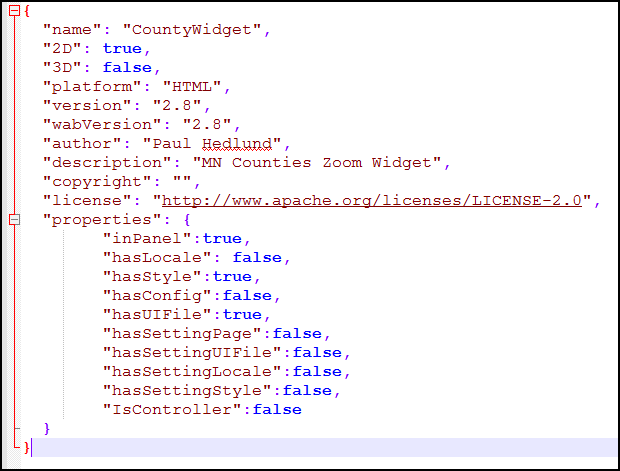 {
"name": "CountyWidget",
"2D": true,
"3D": false,
"platform": "HTML",
"version": "2.8",
"wabVersion": "2.8",
"author": "Paul Hedlund",
"description": "MN Counties Zoom Widget",
"copyright": "",
"license": "http://www.apache.org/licenses/LICENSE-2.0",
"properties": {
"inPanel":true,
"hasLocale": false,
"hasStyle":true,
"hasConfig":false,
"hasUIFile":true,
"hasSettingPage":false,
"hasSettingUIFile":false,
"hasSettingLocale":false,
"hasSettingStyle":false,
"IsController":false
}
}